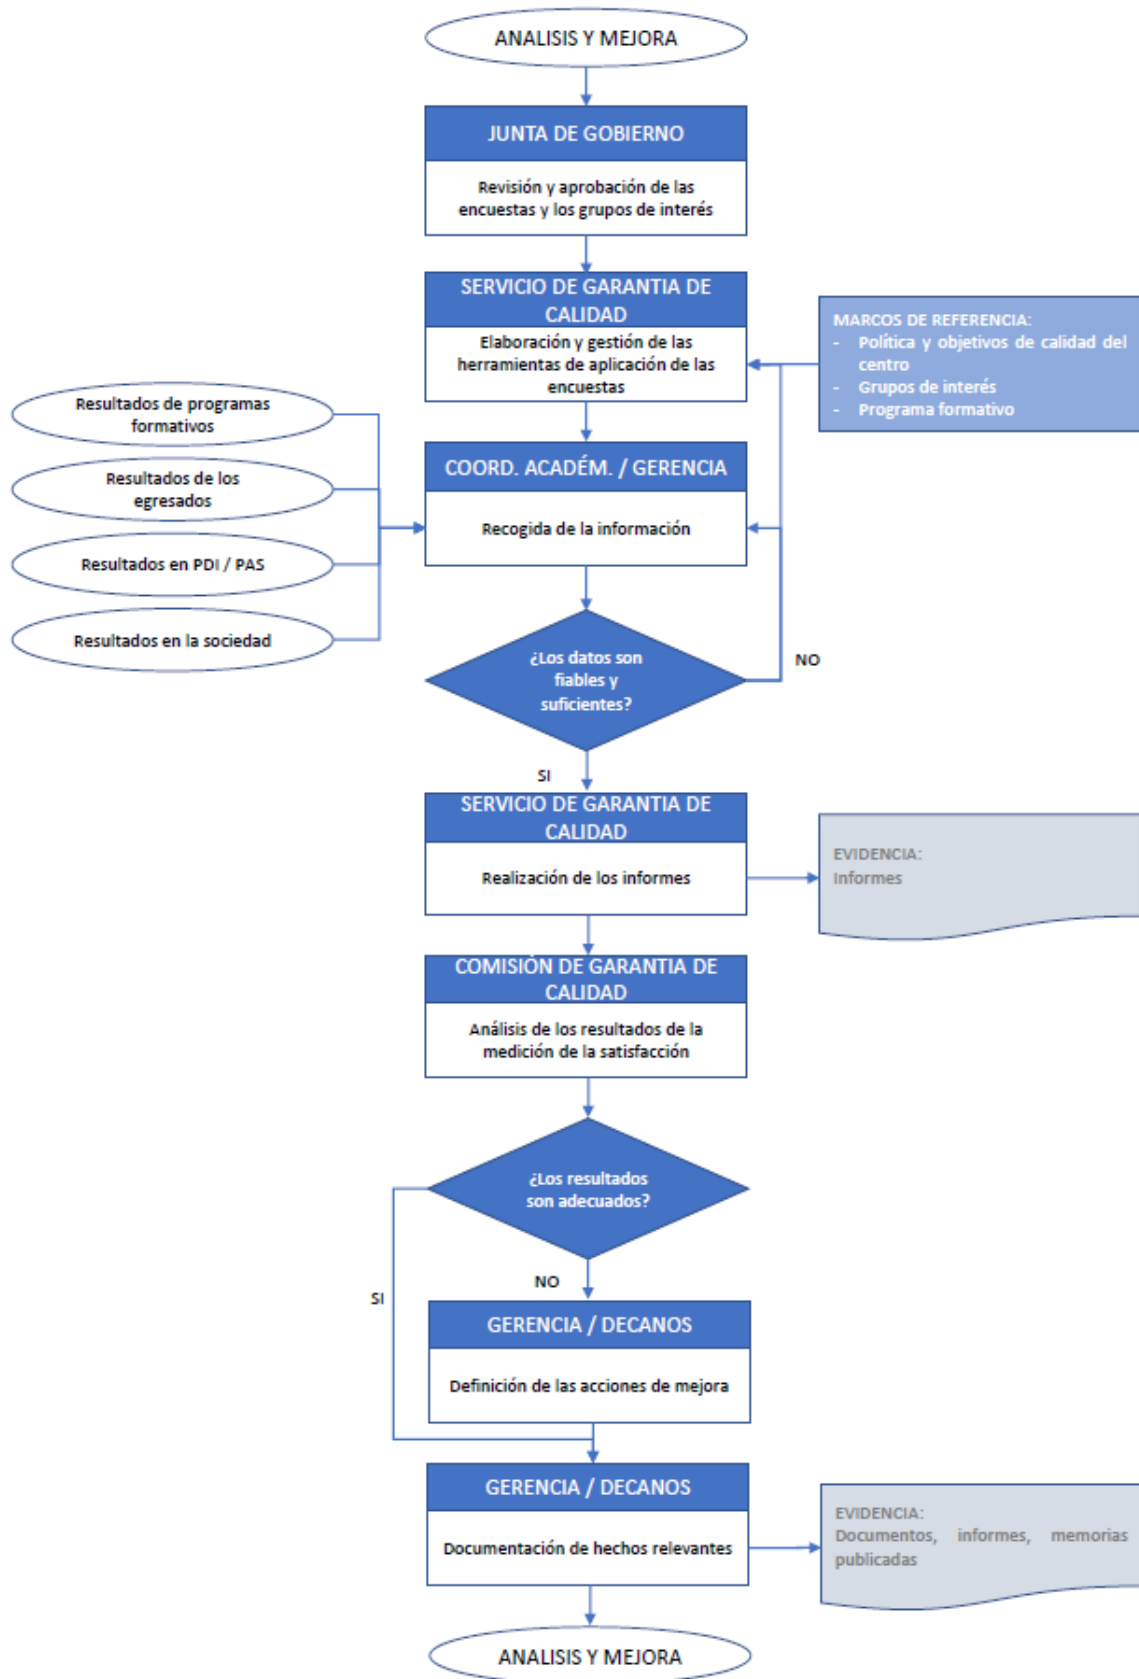 ANALISIS Y MEJORA
JUNTA DE GOBIERNO
Revisión y aprobación de las
encuestas y los grupos de interés
SERVICIO DE GARANTIA DE
CALIDAD
Elaboración y gestión de las
herramientas de aplicación de las
encuestas
MARCOS DE REFERENCIA:
- Política y objetivos de calidad del
centro
- Grupos de interés
- Programa formativo
Resultados de programas
formativos
Resultados de los
egresados
Resultados en PDI / PAS
Resultados en la sociedad
COORD. ACADÉM. / GERENCIA
Recogida de la información
¿Los datos son
fiables y
suficientes?
NO
SI
SERVICIO DE GARANTIA DE
CALIDAD
Realización de los informes
EVIDENCIA:
Informes
COMISIÓN DE GARANTIA DE
CALIDAD
Análisis de los resultados de la
medición de la satisfacción
¿Los resultados
son adecuados?
NO
SI
GERENCIA / DECANOS
Definición de las acciones de mejora
GERENCIA / DECANOS
Documentación de hechos relevantes
EVIDENCIA:
Documentos, informes, memorias
publicadas
ANALISIS Y MEJORA